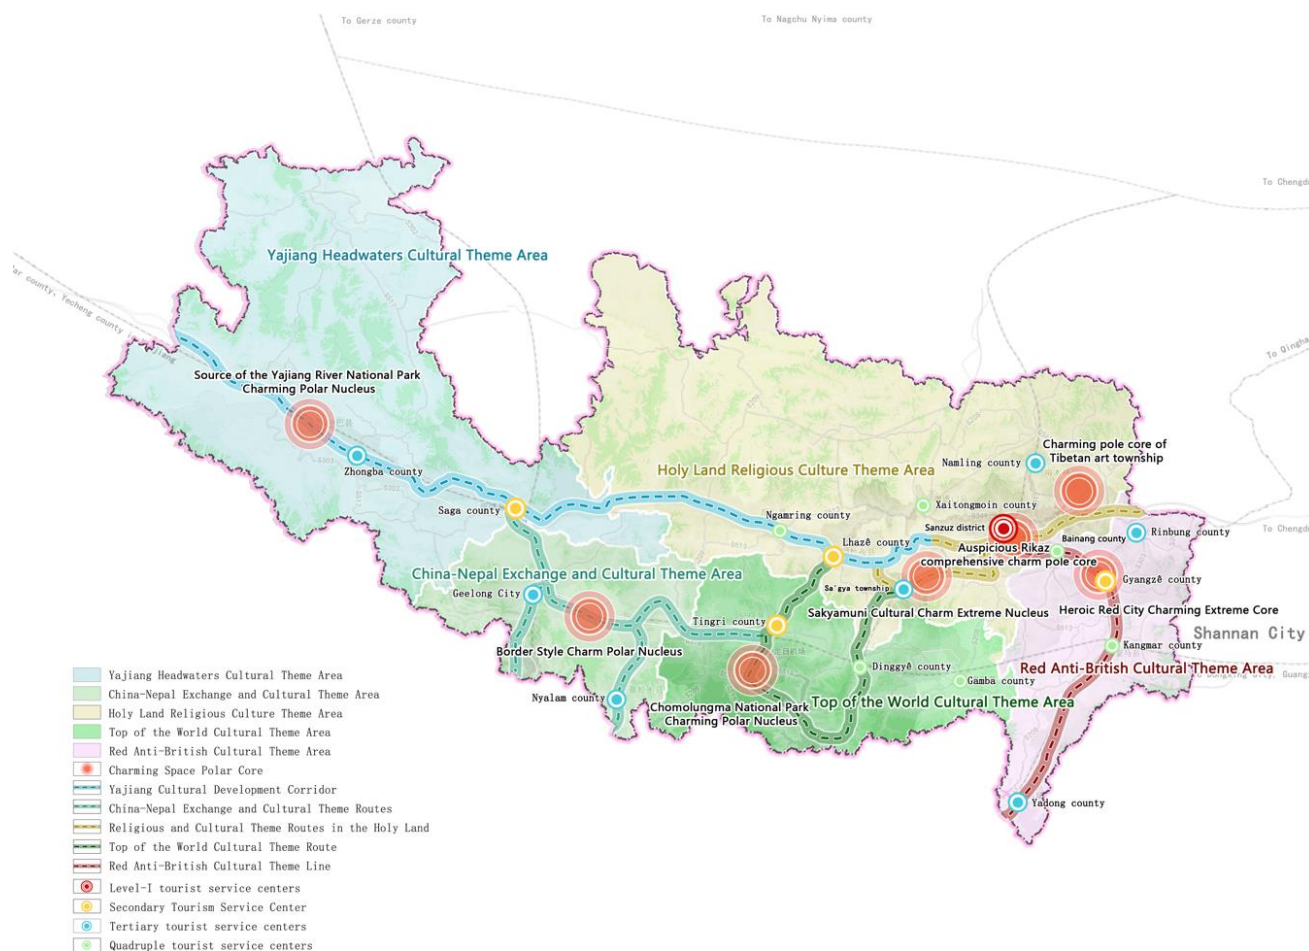 To Gerze county
To Nagchu Nyima county
To Chengdu
Yajiang Headwaters Cultural Theme Area
To Qingha
Source of the Yajiang River National Park
Charming Polar Nucleus
Zhongba county
Saga county
Holy Land Religious Culture Theme Area
Namling county
Charming pole core of
Tibetan art township
Xaitongmoin county
Ngamring county
Sanzuz district
Lhazê county
Bainang county
Rinbung county
To Chengdu
Auspicious Rikaz
comprehensive charm pole core
China-Nepal Exchange and Cultural Theme Area
Geelong City
Sa'gya township
Gyangzê county
Sakyamuni Cultural Charm Extreme Nucleus
Heroic Red City Charming Extreme Core
Tingri county
Shannan City
Border Style Charm Polar Nucleus
Kangmar county
Dinggyê county
Red Anti-British Cultural Theme Area
Gamba county
Nyalam county
Chomolungma National Park
Charming Polar Nucleus
Top of the World Cultural Theme Area
Yadong county
Yajiang Headwaters Cultural Theme Area
China-Nepal Exchange and Cultural Theme Area
Holy Land Religious Culture Theme Area
Top of the World Cultural Theme Area
Red Anti-British Cultural Theme Area
Charming Space Polar Core
Yajiang Cultural Development Corridor
China-Nepal Exchange and Cultural Theme Routes
Religious and Cultural Theme Routes in the Holy Land
Top of the World Cultural Theme Route
Red Anti-British Cultural Theme Line
Level-I tourist service centers
Secondary Tourism Service Center
Tertiary tourist service centers
Quadruple tourist service centers